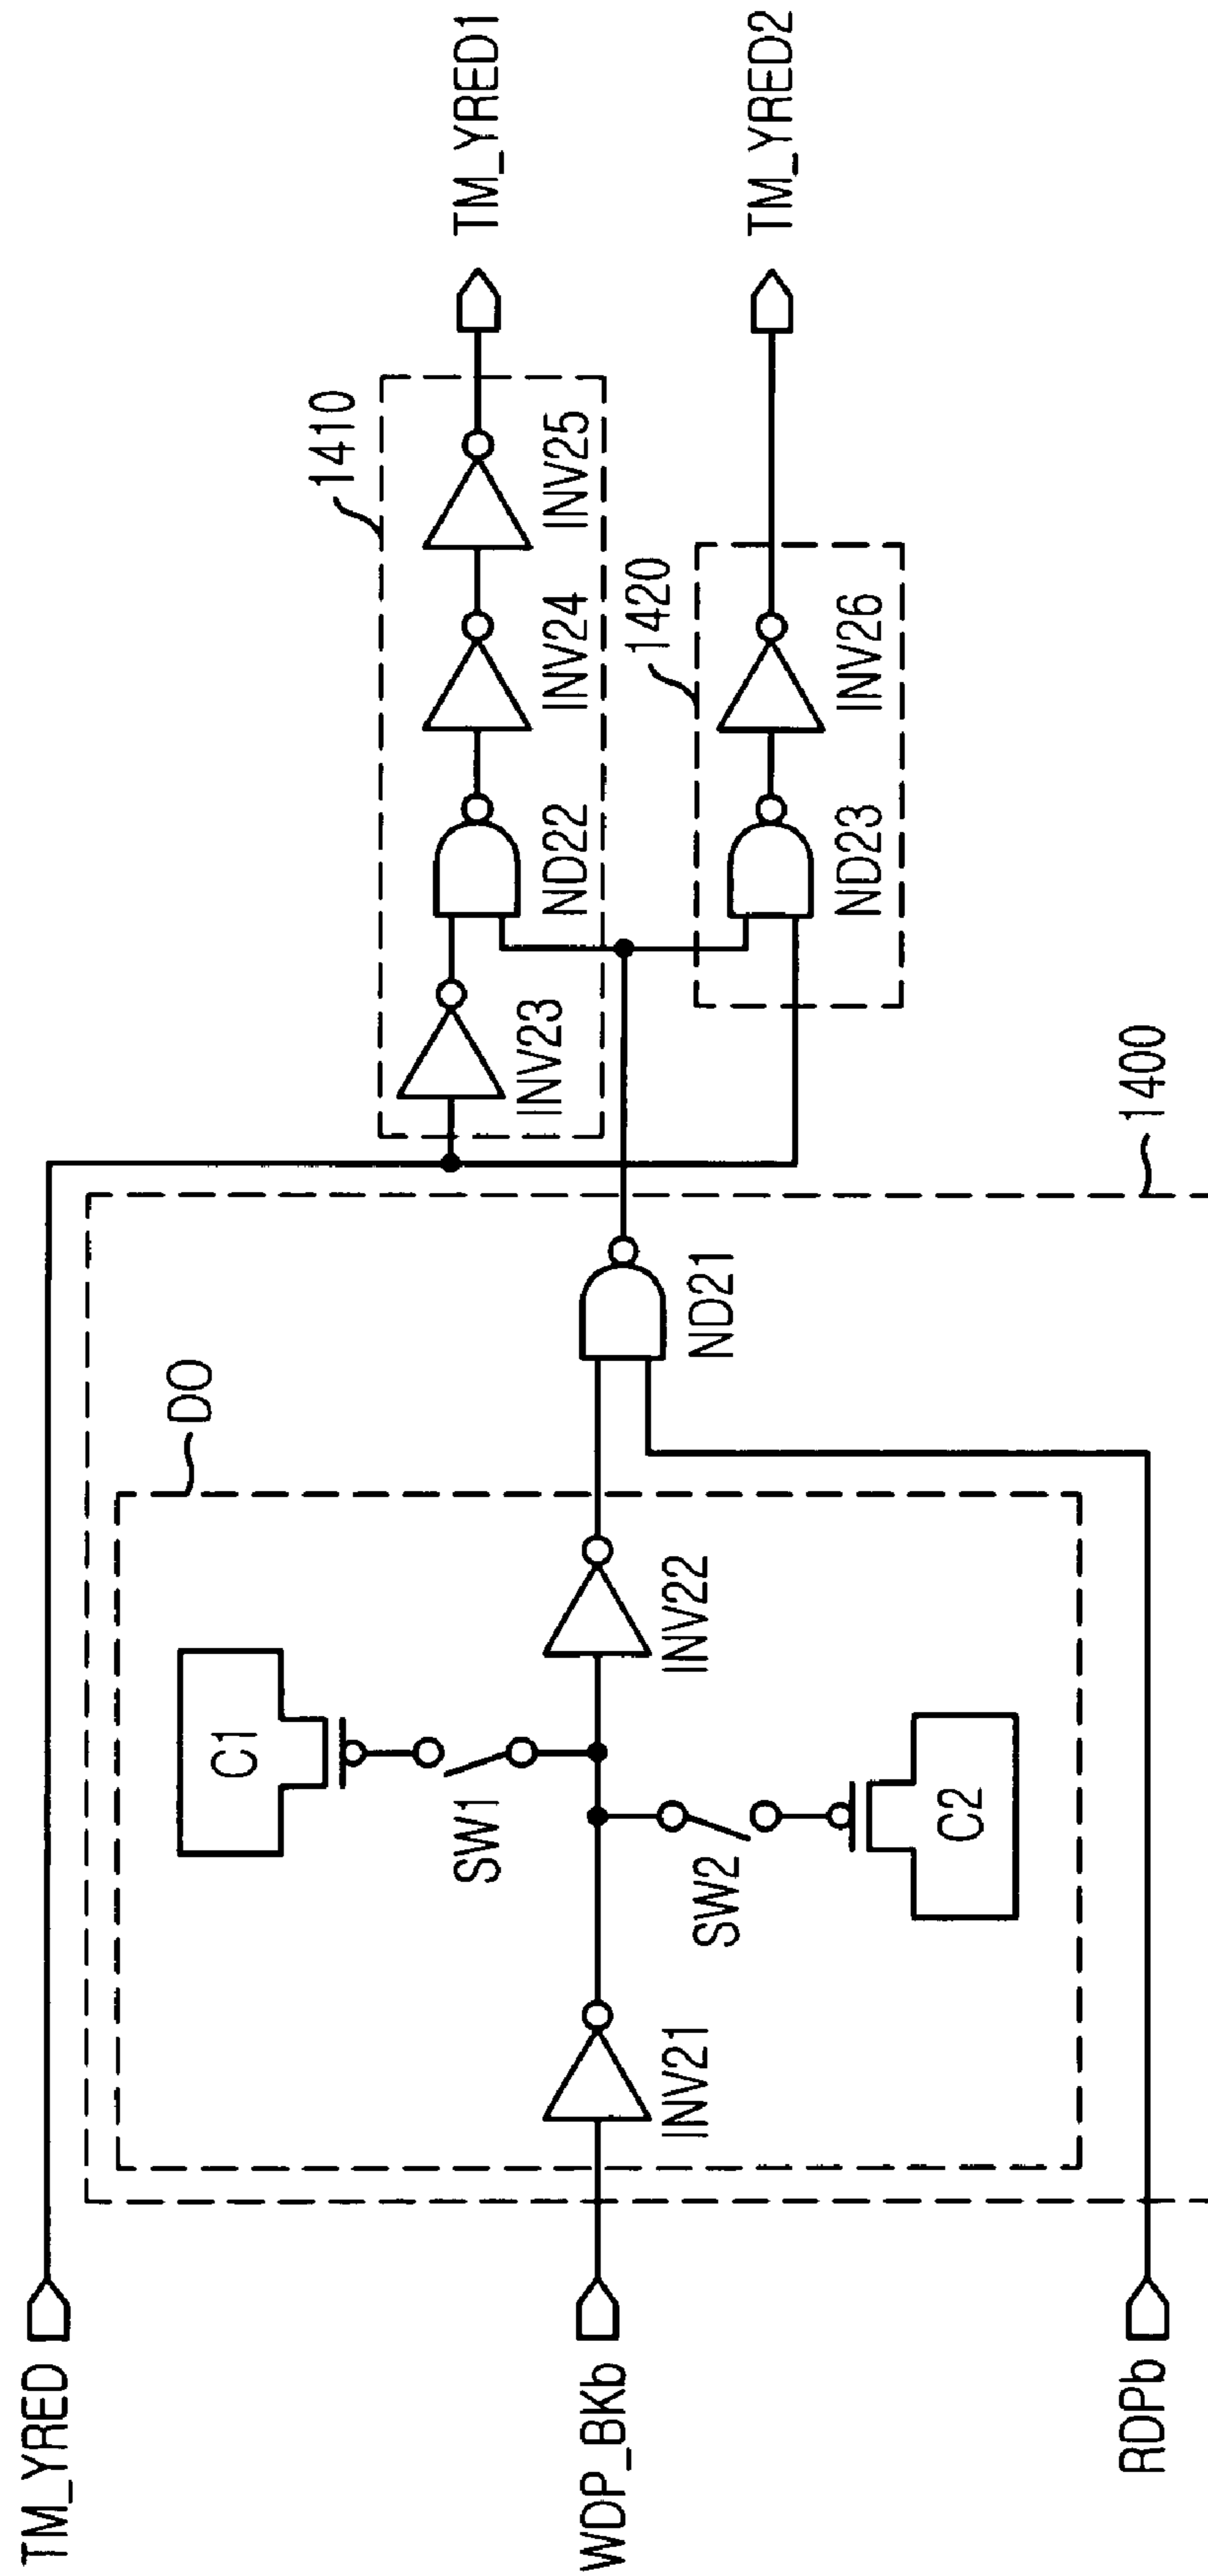 TM_YRED
WDP_BKb
RDPb
1400
DO
INV21
SW1
C1
SW2
C2
INV22
ND21
1410
INV23
ND22
INV24
INV25
1420
ND23
INV26
TM_YRED1
TM_YRED2